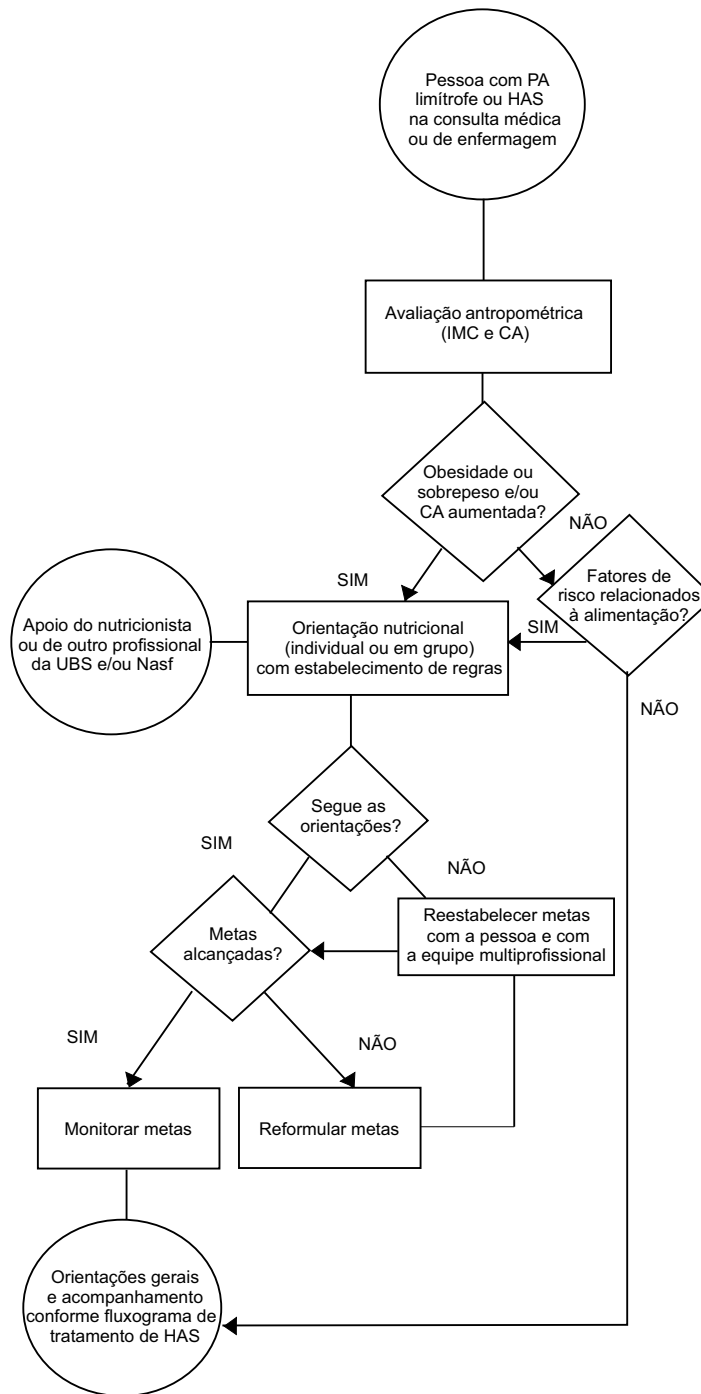 Pessoa com PA
limítrofe ou HAS
na consulta médica
ou de enfermagem
Avaliação antropométrica
(IMC e CA)
Obesidade ou
sobrepeso e/ou
CA aumentada?
NÃO
SIM
Fatores de
risco relacionados
à alimentação?
SIM
NÃO
Apoio do nutricionista
ou de outro profissional
da UBS e/ou Nasf
Orientação nutricional
(individual ou em grupo)
com estabelecimento de regras
Segue as
orientações?
SIM
NÃO
Metas
alcançadas?
Reestabelecer metas
com a pessoa e com
a equipe multiprofissional
SIM
NÃO
Monitorar metas
Reformular metas
Orientações gerais
e acompanhamento
conforme fluxograma de
tratamento de HAS